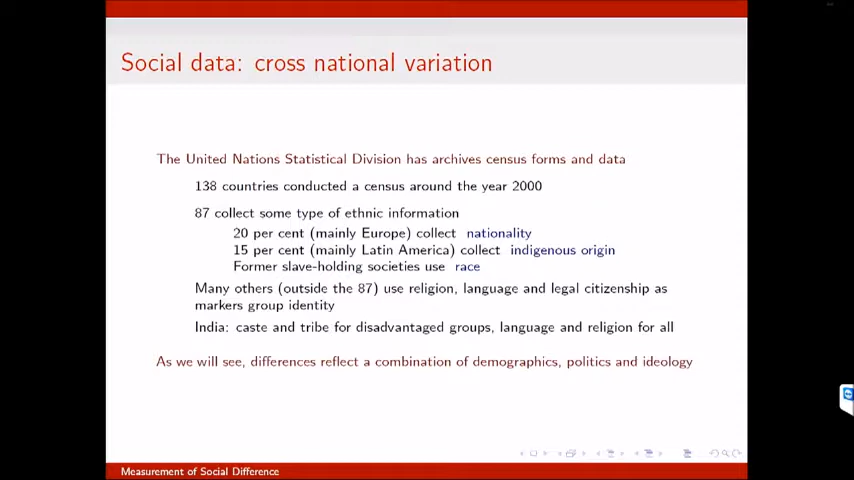 Social data: cross national variation
The United Nations Statistical Division has archives census forms and data
138 countries conducted a census around the year 2000
87 collect some type of ethnic information
20 per cent (mainly Europe) collect nationality
15 per cent (mainly Latin America) collect indigenous origin
Former slave-holding societies use race
Many others (outside the 87) use religion, language and legal citizenship as
markers group identity
India: caste and tribe for disadvantaged groups, language and religion for all
As we will see, differences reflect a combination of demographics, politics and ideology
Measurement of Social Difference